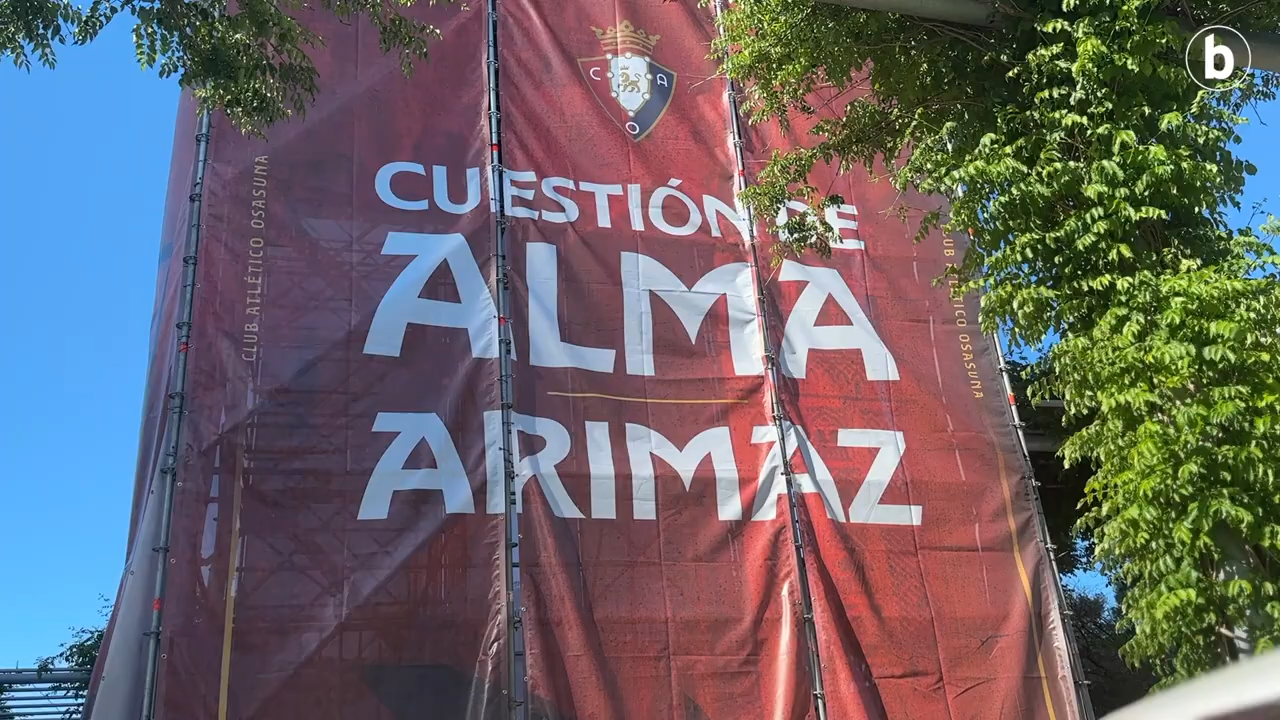 b
C A
O
CUESTIÓN DE
ALMA
ARIMAZ
CLUB ATLÉTICO OSASUNA
CLUB ATLÉTICO OSASUNA